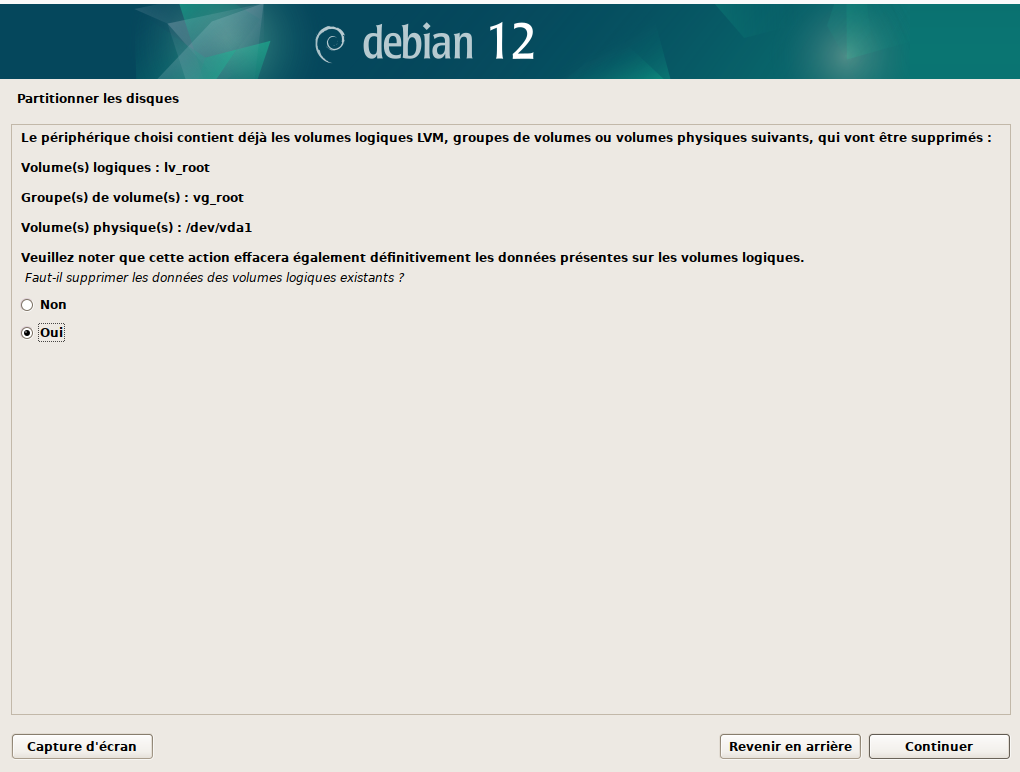 debian 12
Partitionner les disques
Le périphérique choisi contient déjà les volumes logiques LVM, groupes de volumes ou volumes physiques suivants, qui vont être supprimés :
Volume(s) logiques : lv_root
Groupe(s) de volume(s) : vg_root
Volume(s) physique(s) : /dev/vda1
Veuillez noter que cette action effacera également définitivement les données présentes sur les volumes logiques.
Faut-il supprimer les données des volumes logiques existants ?
Non
Oui
Capture d'écran
Revenir en arrière
Continuer